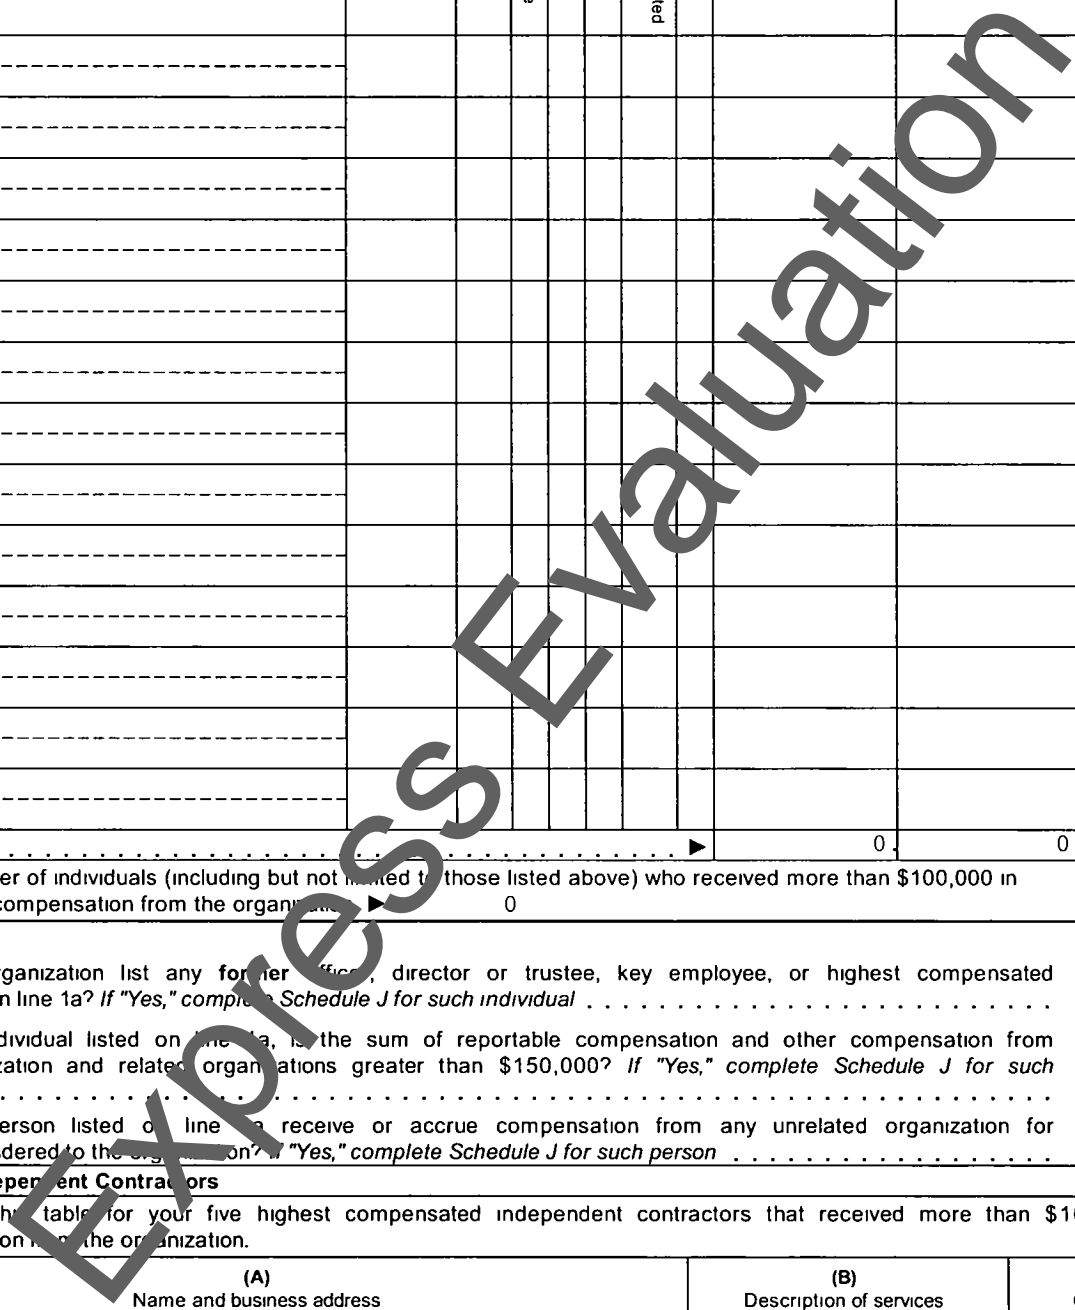 ted
0 0
er of individuals (including but not limited to those listed above) who received more than $100,000 in
compensation from the organization ▶ 0
rganization list any former officer, director or trustee, key employee, or highest compensated
n line 1a? If "Yes," complete Schedule J for such individual
dividual listed on line 1a, is the sum of reportable compensation and other compensation from
zation and related organizations greater than $150,000? If "Yes," complete Schedule J for such
erson listed on line 1a receive or accrue compensation from any unrelated organization for
dered to the organization? If "Yes," complete Schedule J for such person
ependent Contractors
this table for your five highest compensated independent contractors that received more than $10
on from the organization.
(A) (B)
Name and business address Description of services
Express Evaluation